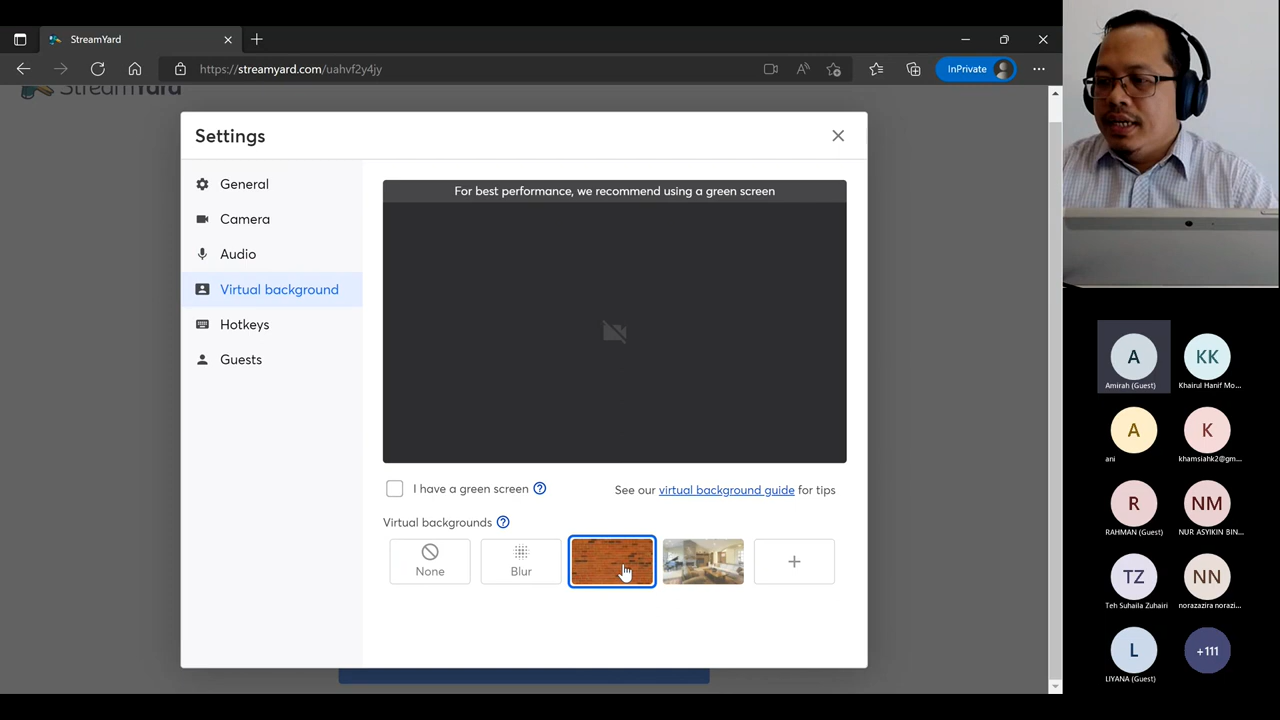 StreamYard
https://streamyard.com/uahvf2y4jy
InPrivate
StreamYard
Settings
General
Camera
Audio
Virtual background
Hotkeys
Guests
For best performance, we recommend using a green screen
I have a green screen
See our virtual background guide for tips
Virtual backgrounds
None
Blur
A
Amirah (Guest)
KK
Khairul Hanif Mo...
A
ani
K
khamsiahk2@gm...
R
RAHMAN (Guest)
NM
NUR ASYIKIN BIN...
TZ
Teh Suhaila Zuhairi
NN
norazazira norazi...
L
LIYANA (Guest)
+111